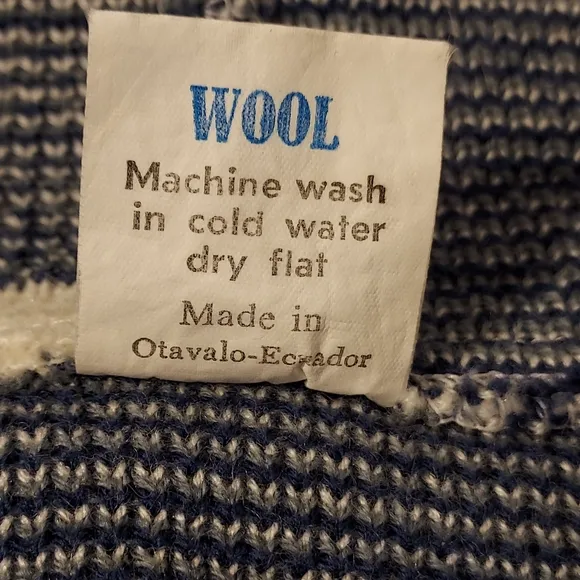 WOOL
Machine wash
in cold water
dry flat
Made in
Otavalo-Ecuador